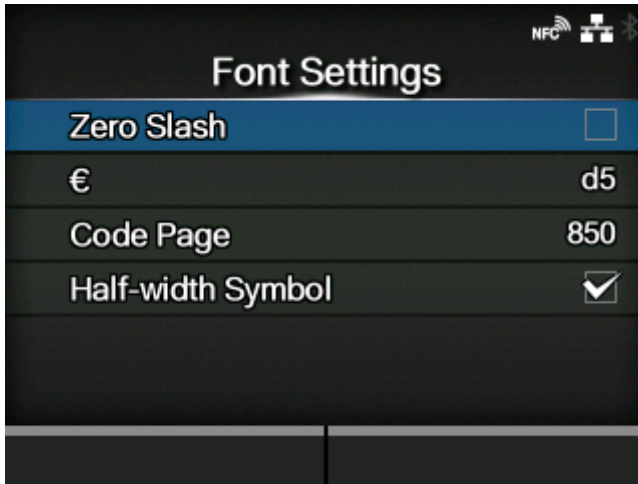 NFC
Font Settings
Zero Slash
€ d5
Code Page 850
Half-width Symbol